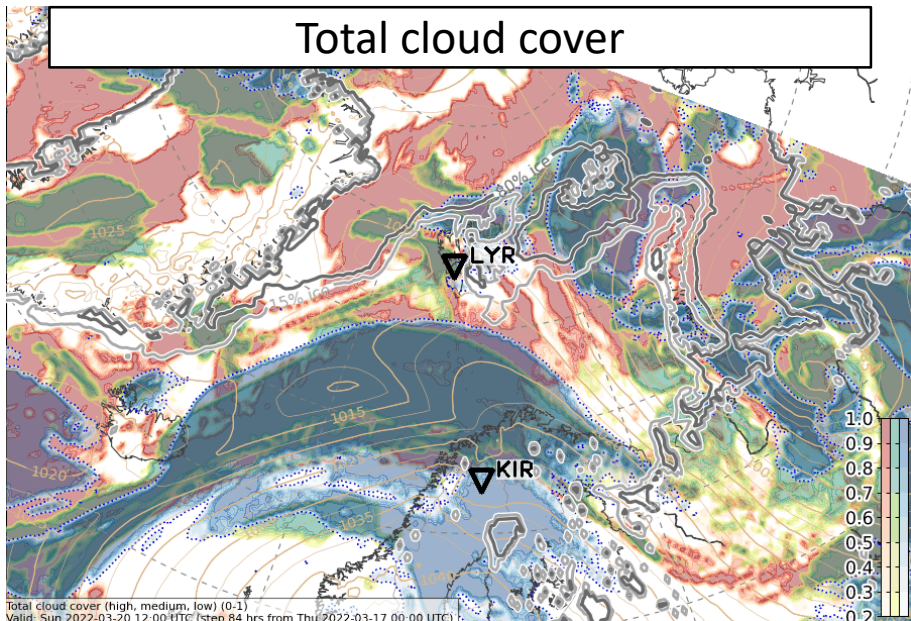 Total cloud cover
80% ice
1025
LYR
15% ice
1015
1020
KIR
1035
1040
1.0
0.9
0.8
0.7
0.6
0.5
0.4
0.3
0.2
Total cloud cover (high, medium, low) (0-1)
Valid: Sun 2022-03-20 12:00 UTC (step 84 hrs from Thu 2022-03-17 00:00 UTC)